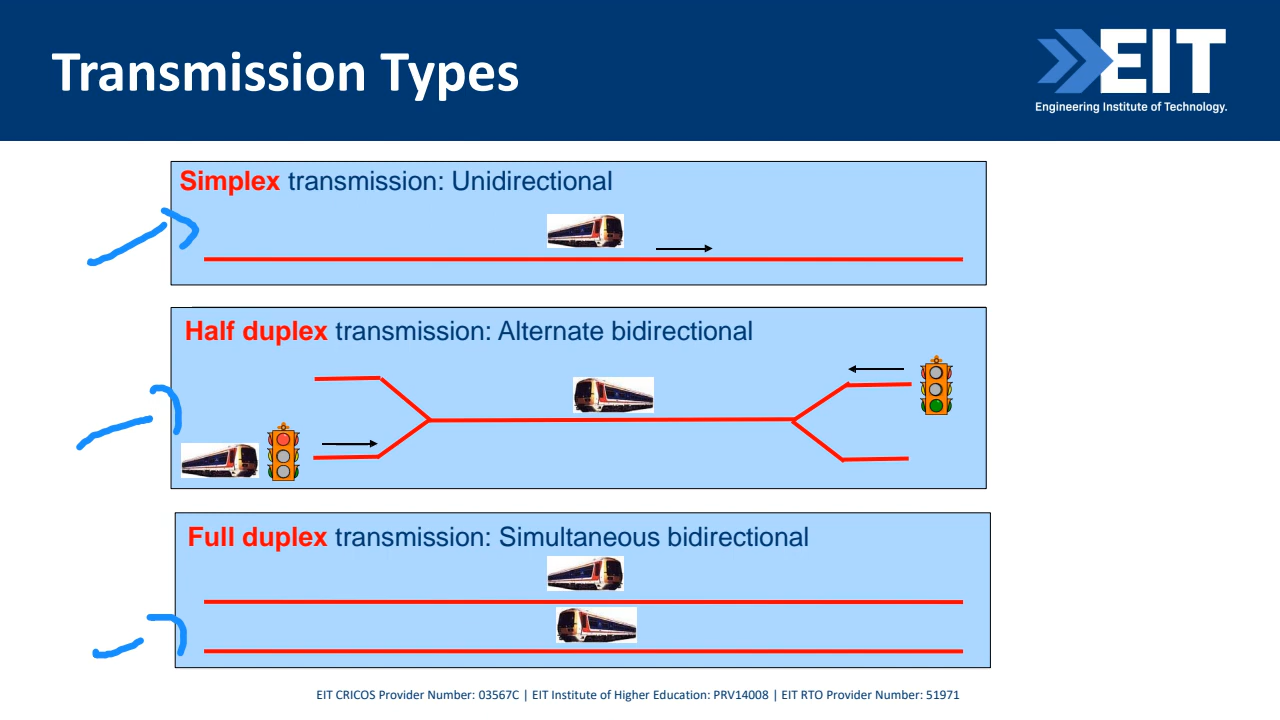 Transmission Types
EIT
Engineering Institute of Technology.
Simplex transmission: Unidirectional
Half duplex transmission: Alternate bidirectional
Full duplex transmission: Simultaneous bidirectional
EIT CRICOS Provider Number: 03567C | EIT Institute of Higher Education: PRV14008 | EIT RTO Provider Number: 51971